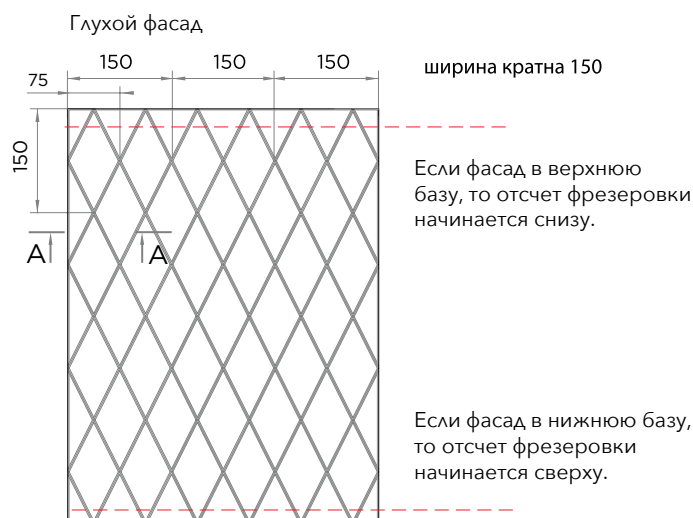 Глухой фасад
150 150 150
ширина кратна 150
75
150
Если фасад в верхнюю
базу, то отсчет фрезеровки
начинается снизу.
А А
Если фасад в нижнюю базу,
то отсчет фрезеровки
начинается сверху.